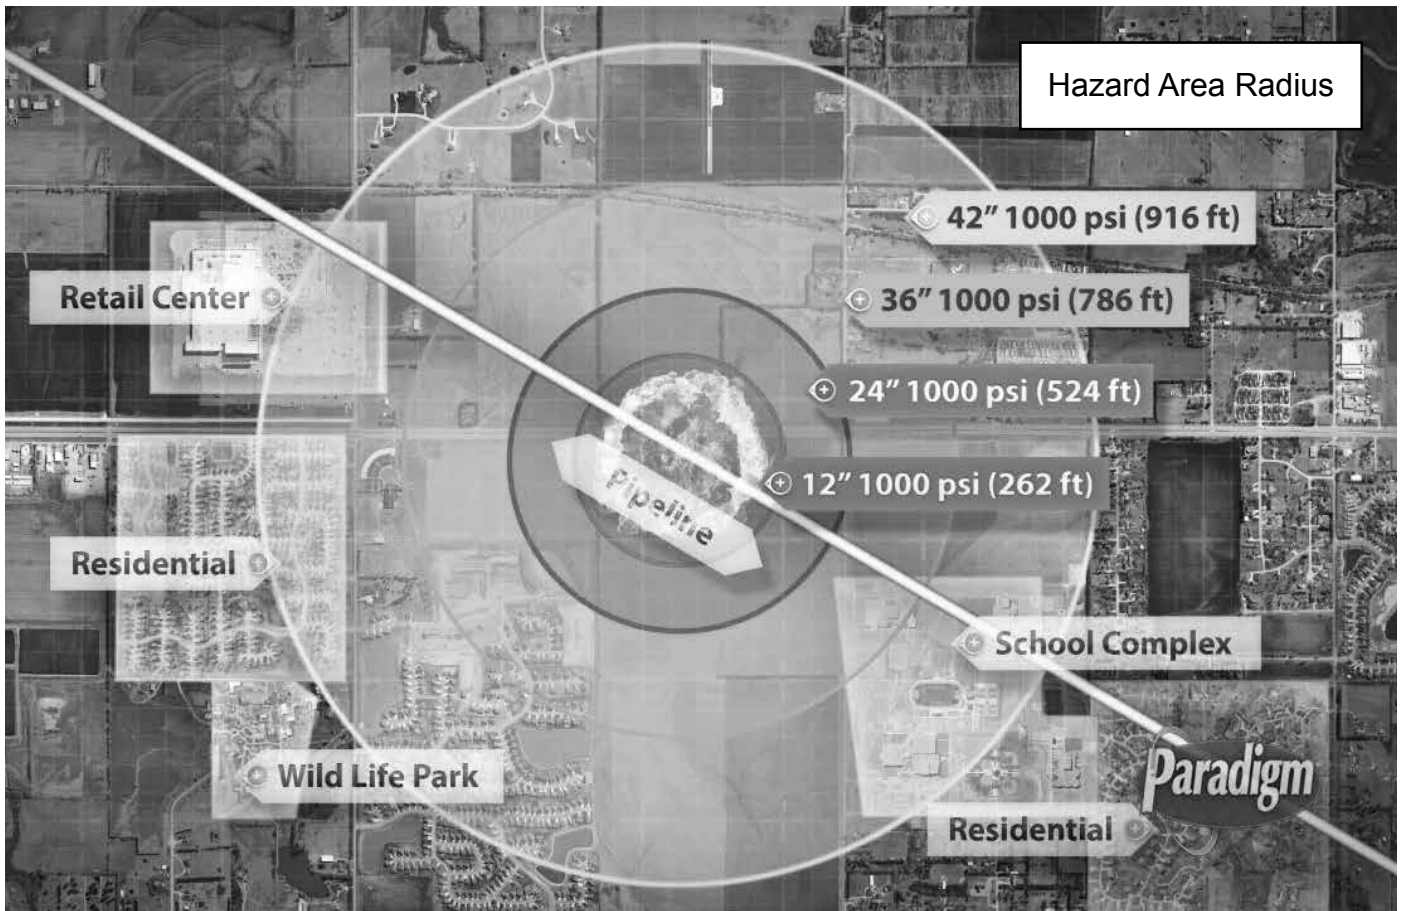 Hazard Area Radius
42” 1000 psi (916 ft)
36” 1000 psi (786 ft)
Retail Center
24” 1000 psi (524 ft)
12” 1000 psi (262 ft)
Pipeline
Residential
School Complex
Wild Life Park
Paradigm
Residential